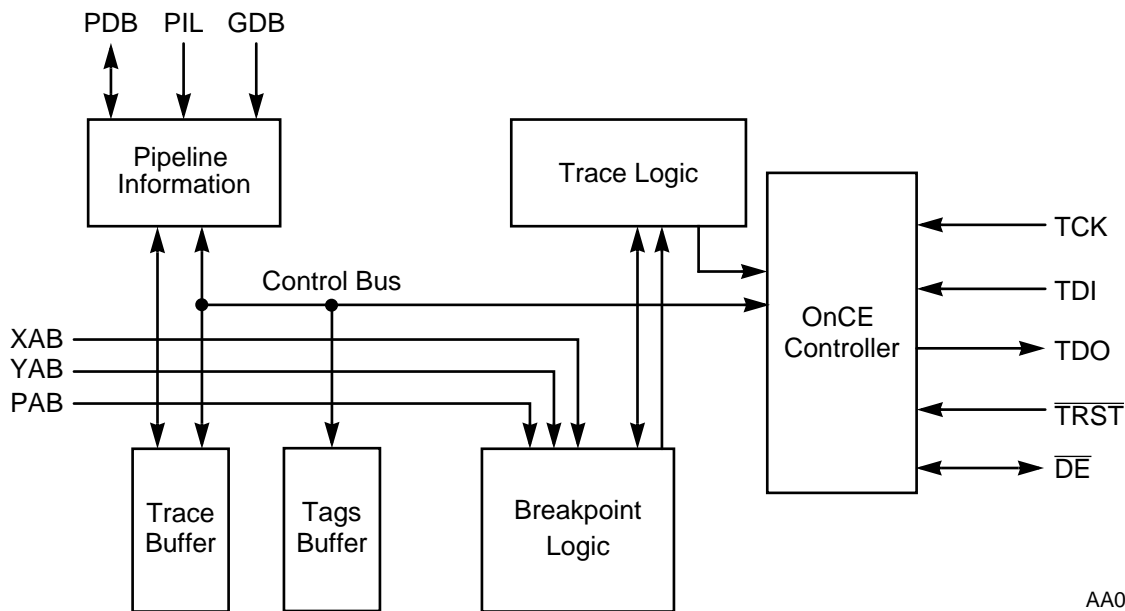 PDB PIL GDB
Pipeline
Information
Trace Logic
TCK
Control Bus
TDI
OnCE
Controller
XAB
TDO
YAB
PAB
TRST
DE
Trace
Buffer
Tags
Buffer
Breakpoint
Logic
AA0